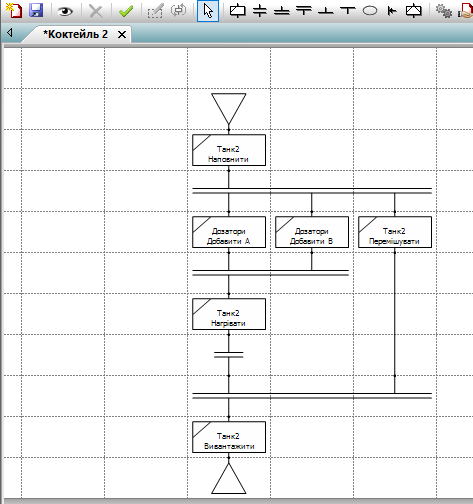 *Коктейль 2
Танк2
Наповнити
Дозатори
Добавити А
Дозатори
Добавити В
Танк2
Перемішувати
Танк2
Нагрівати
Танк2
Вивантажити